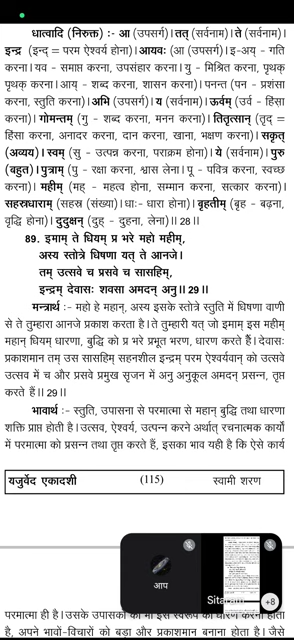 धात्वादि (निरुक्त) :- आ (उपसर्ग)। तत् (सर्वनाम)। ते (सर्वनाम)।
इन्द्र (इन्द् = परम ऐश्वर्य होना)। आयवः (आ (उपसर्ग)। इ-अय् - गति
करना। यव - समाप्त करना, उपसंहार करना। यु - मिश्रित करना, पृथक्
पृथक् करना। आय् - शब्द करना, शासन करना)। पनन्त (पन - प्रशंसा
करना, स्तुति करना)। अभि (उपसर्ग)। य (सर्वनाम)। ऊर्वम् (उर्व - हिंसा
करना)। गोमन्तम् (गु - शब्द करना, मनन करना)। तितृत्सान् (तृद् =
हिंसा करना, अनादर करना, दान करना, खाना, भक्षण करना)। सकृत्
(अव्यय)। स्वम् (सु - उत्पन्न करना, पराक्रम होना)। ये (सर्वनाम)। पुरु
(बहुत)। पुत्राम् (पु - रक्षा करना, श्वास लेना। पू - पवित्र करना, स्वच्छ
करना)। महीम् (मह् - महत्व होना, सम्मान करना, सत्कार करना)।
सहस्रधाराम् (सहस्र (संख्या)। धाः- धारा होना)। बृहतीम् (बृह - बढ़ना,
वृद्धि होना)। दुदुक्षन् (दुह् - दुहना, लेना)।। 28।।
89. इमाम् ते धियम् प्र भरे महो महीम्,
अस्य स्तोत्रे धिषणा यते आनजे।
तम् उत्सवे च प्रसवे च सासहिम्,
इन्द्रम् देवासः शवसा अमदन् अनु।। 29।।
मन्त्रार्थ :- महो हे महान्, अस्य इसके स्तोत्रे स्तुति में धिषणा वाणी
से ते तुम्हारा आनजे प्रकाश करता है। ते तुम्हारी यत् जो इमाम् इस महीम्
महान् धियम् धारणा, बुद्धि को प्र भरे प्रभूत भरण, धारण करते हैं। देवासः
प्रकाशमान तम् उस सासहिम् सहनशील इन्द्रम् परम ऐश्वर्यवान् को उत्सवे
उत्सव में च और प्रसवे प्रमुख सृजन में अनु अनुकूल अमदन् प्रसन्न, तृप्त
करते हैं।। 29।।
भावार्थ :- स्तुति, उपासना से परमात्मा से महान् बुद्धि तथा धारणा
शक्ति प्राप्त होती है। उत्सव, ऐश्वर्य, उत्पन्न करने अर्थात् रचनात्मक कार्यों
में परमात्मा को प्रसन्न तथा तृप्त करते हैं, इसका भाव यही है कि ऐसे कार्य
यजुर्वेद एकादशी (115) स्वामी शरण
आप
+8
परमात्मा ही है। उसके उपासका
है, अपने भावों-विचारों को बड़ा और प्रकाशमान बनाना होता है। जैसे